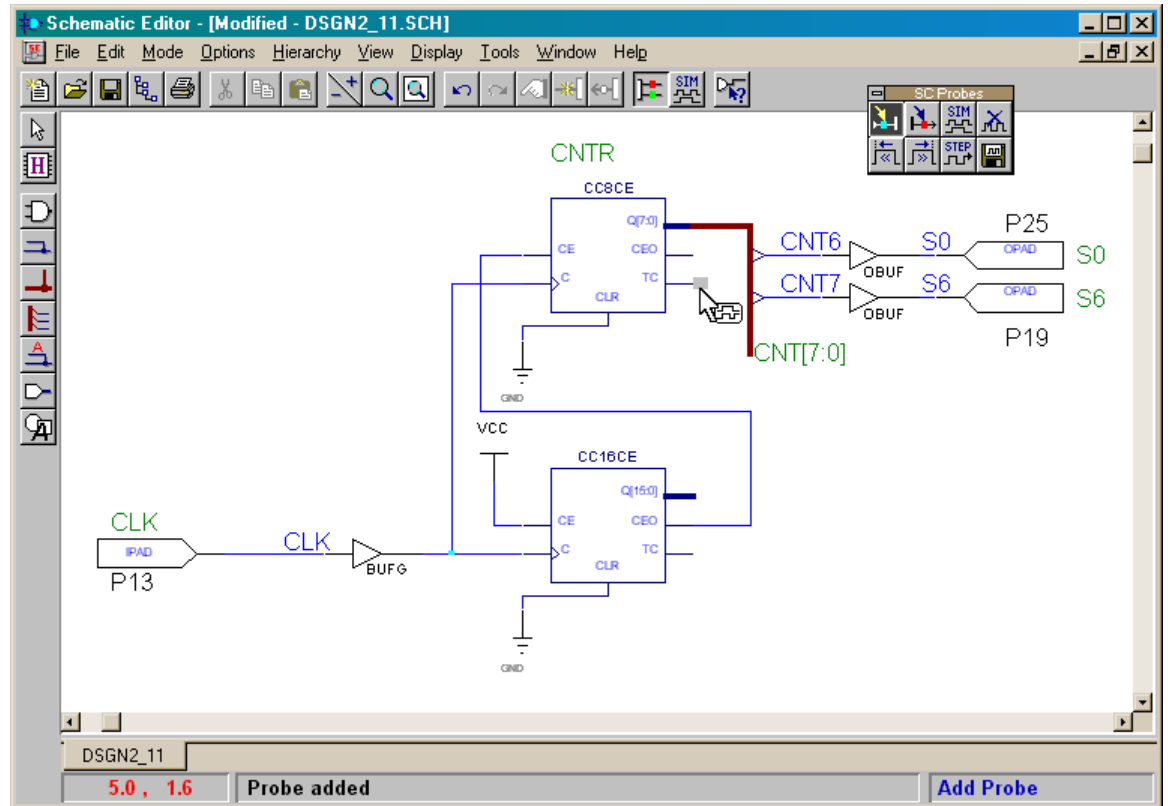 Schematic Editor - [Modified - DSGN2_11.SCH]
File Edit Mode Options Hierarchy View Display Tools Window Help
SIM
SC Probes
SIM
STEP
H
A
A
CNTR
CC8CE
Q[7:0]
CE
CEO
C
TC
CLR
GND
CNT6
OBUF
S0
P25
OPAD
S0
CNT7
OBUF
S6
OPAD
S6
P19
CNT[7:0]
VCC
CC16CE
Q[15:0]
CE
CEO
C
TC
CLR
GND
CLK
IPAD
P13
CLK
BUFG
DSGN2_11
5.0 , 1.6 Probe added Add Probe